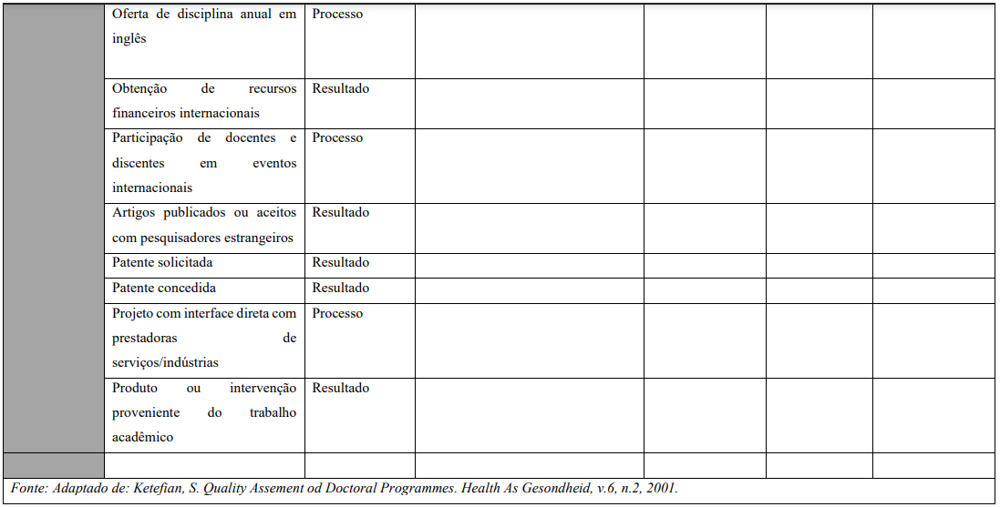 Oferta de disciplina anual em Processo
inglês
Obtenção de recursos Resultado
financeiros internacionais
Participação de docentes e Processo
discentes em eventos
internacionais
Artigos publicados ou aceitos Resultado
com pesquisadores estrangeiros
Patente solicitada Resultado
Patente concedida Resultado
Projeto com interface direta com Processo
prestadoras de
serviços/indústrias
Produto ou intervenção Resultado
proveniente do trabalho
acadêmico
Fonte: Adaptado de: Ketefian, S. Quality Assement od Doctoral Programmes. Health As Gesondheid, v.6, n.2, 2001.